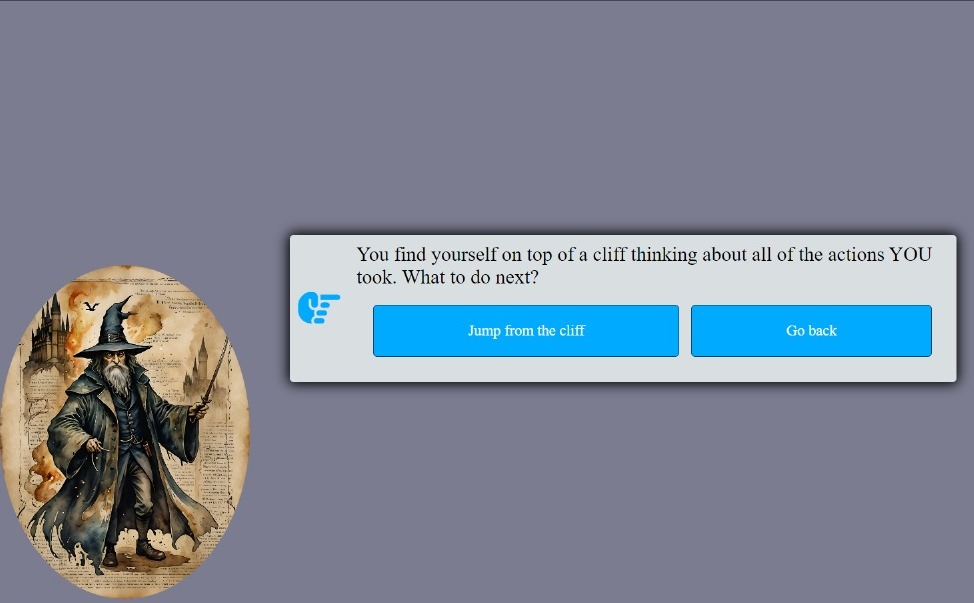 You find yourself on top of a cliff thinking about all of the actions YOU
took. What to do next?
Jump from the cliff
Go back